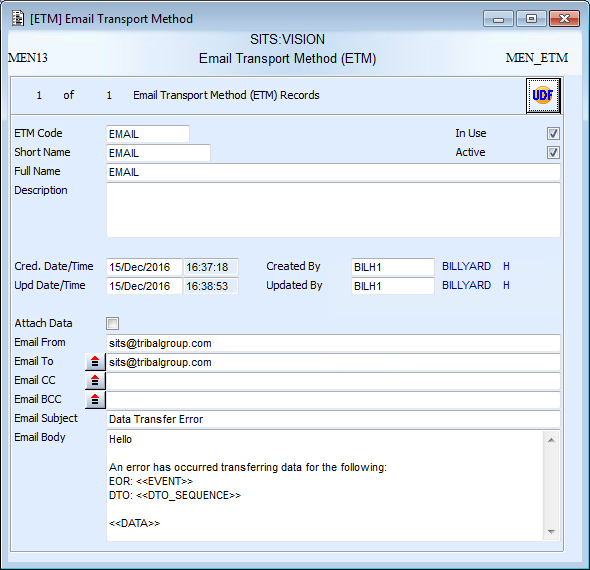 [ETM] Email Transport Method
SITS:VISION
MEN13 Email Transport Method (ETM) MEN_ETM
1 of 1 Email Transport Method (ETM) Records UDF
ETM Code EMAIL In Use
Short Name EMAIL Active
Full Name EMAIL
Description
Cred. Date/Time 15/Dec/2016 16:37:18 Created By BILH1 BILLYARD H
Upd Date/Time 15/Dec/2016 16:38:53 Updated By BILH1 BILLYARD H
Attach Data
Email From sits@tribalgroup.com
Email To sits@tribalgroup.com
Email CC
Email BCC
Email Subject Data Transfer Error
Email Body Hello
An error has occurred transferring data for the following:
EOR: <<EVENT>>
DTO: <<DTO_SEQUENCE>>
<<DATA>>